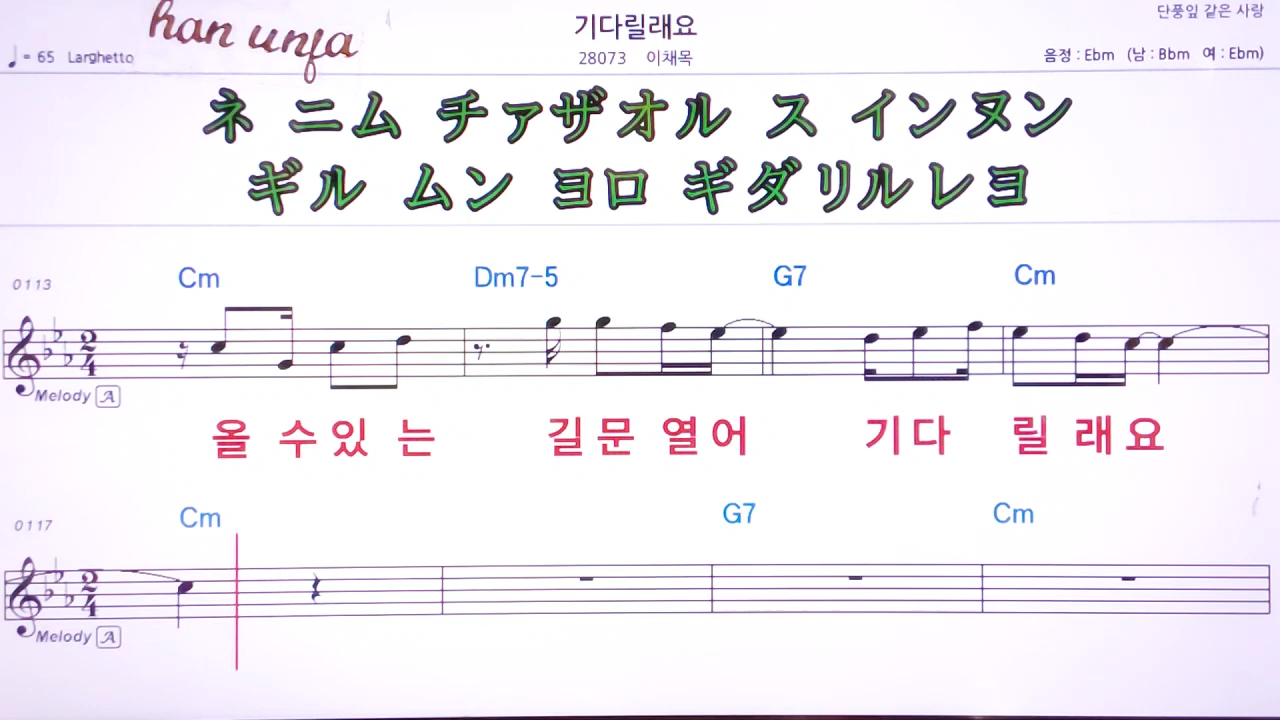 han unja
기다릴래요
단풍잎 같은 사랑
♩ = 65 Larghetto
28073 이채목
음정 : Ebm (남 : Bbm 여 : Ebm)
ネ ニム チァザオル ス インヌン
ギル ムン ヨロ ギダリルレヨ
0113
Cm Dm7-5 G7 Cm
2
4
Melody A
올 수있 는 길문 열어 기다 릴 래요
0117
Cm G7 Cm
2
4
Melody A